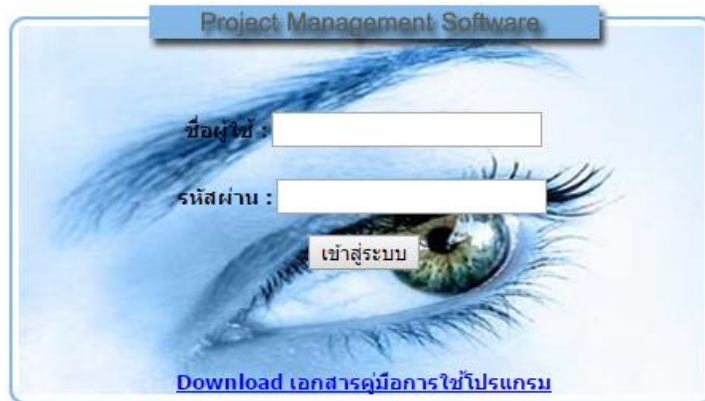 Project Management Software
ชื่อผู้ใช้ :
รหัสผ่าน :
เข้าสู่ระบบ
Download เอกสารคู่มือการใช้โปรแกรม